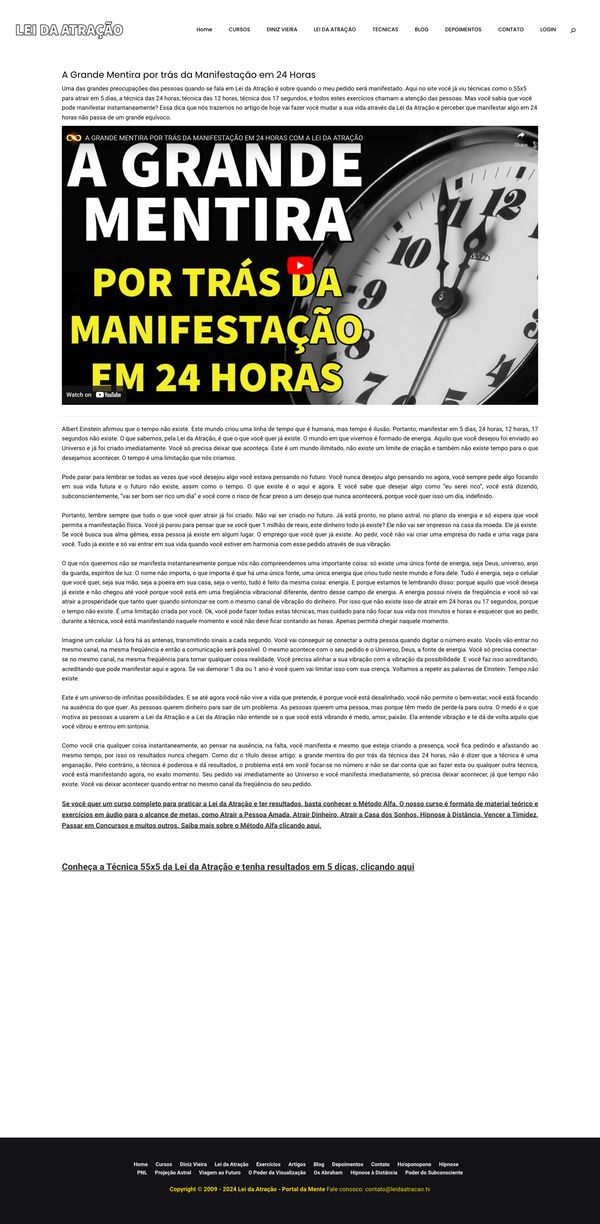 LEI DA ATRAÇÃO
Home CURSOS DINIZ VIEIRA LEI DA ATRAÇÃO TECNICAS BLOG DEPOIMENTOS CONTATO LOGIN
A Grande Mentira por trás da Manifestação em 24 Horas
Uma das grandes preocupações das pessoas quando se fala em Lei da Atração é sobre quando o meu pedido será manifestado. Aqui no site você já viu técnicas como o 55x5
para atrair em 5 dias, a técnica das 24 horas, técnica das 12 horas, técnica dos 17 segundos, e todos estes exercícios chamam a atenção das pessoas. Mas você sabia que você
pode manifestar instantaneamente? Essa dica que nós trazemos no artigo de hoje vai fazer você mudar a sua vida através da Lei da Atração e perceber que manifestar algo em 24
horas não passa de um grande equívoco.
A GRANDE MENTIRA POR TRÁS DA MANIFESTAÇÃO EM 24 HORAS COM A LEI DA ATRAÇÃO
Share
A GRANDE
MENTIRA
POR TRÁS DA
MANIFESTAÇÃO
EM 24 HORAS
11 12 1 10 2 9 3 8 4 7 6 5
Watch on YouTube
Albert Einstein afirmou que o tempo não existe. Este mundo criou uma linha de tempo que é humana, mas tempo é ilusão. Portanto, manifestar em 5 dias, 24 horas, 12 horas, 17
segundos não existe. O que sabemos, pela Lei da Atração, é que o que você quer já existe. O mundo em que vivemos é formado de energia. Aquilo que você desejou foi enviado ao
Universo e já foi criado imediatamente. Você só precisa deixar que aconteça. Este é um mundo ilimitado, não existe um limite de criação e também não existe tempo para o que
desejamos acontecer. O tempo é uma limitação que nós criamos.
Pode parar para lembrar se todas as vezes que você desejou algo você estava pensando no futuro. Você nunca desejou algo pensando no agora, você sempre pede algo focando
em sua vida futura e o futuro não existe, assim como o tempo. O que existe é o aqui e agora. E você sabe que desejar algo como "eu serei rico", você está dizendo,
subconscientemente, "vai ser bom ser rico um dia" e você corre o risco de ficar preso a um desejo que nunca acontecerá, porque você quer isso um dia, indefinido.
Portanto, lembre sempre que tudo o que você quer atrair já foi criado. Não vai ser criado no futuro. Já está pronto, no plano astral, no plano da energia e só espera que você
permita a manifestação física. Você já parou para pensar que se você quer 1 milhão de reais, este dinheiro todo já existe? Ele não vai ser impresso na casa da moeda. Ele já existe.
Se você busca sua alma gêmea, essa pessoa já existe em algum lugar. O emprego que você quer já existe. Ao pedir, você não vai criar uma empresa do nada e uma vaga para
você. Tudo já existe e só vai entrar em sua vida quando você estiver em harmonia com esse pedido através de sua vibração.
O que nós queremos não se manifesta instantaneamente porque nós não compreendemos uma importante coisa: só existe uma única fonte de energia, seja Deus, universo, anjo
da guarda, espíritos de luz. O nome não importa, o que importa é que há uma única fonte, uma única energia que criou tudo neste mundo e fora dele. Tudo é energia, seja o celular
que você quer, seja sua mão, seja a poeira em sua casa, seja o vento, tudo é feito da mesma coisa: energia. E porque estamos te lembrando disso: porque aquilo que você deseja
já existe e não chegou até você porque você está em uma freqüência vibracional diferente, dentro desse campo de energia. A energia possui níveis de freqüência e você só vai
atrair a prosperidade que tanto quer quando sintonizar-se com o mesmo canal de vibração do dinheiro. Por isso que não existe isso de atrair em 24 horas ou 17 segundos, porque
o tempo não existe. É uma limitação criada por você. Ok, você pode fazer todas estas técnicas, mas cuidado para não focar sua vida nos minutos e horas e esquecer que ao pedir,
durante a técnica, você está manifestando naquele momento e você não deve ficar contando as horas. Apenas permita chegar naquele momento.
Imagine um celular. Lá fora há as antenas, transmitindo sinais a cada segundo. Você vai conseguir se conectar a outra pessoa quando digitar o número exato. Vocês vão entrar no
mesmo canal, na mesma freqüência e então a comunicação será possível. O mesmo acontece com o seu pedido e o Universo, Deus, a fonte de energia. Você só precisa conectar-
se no mesmo canal, na mesma freqüência para tornar qualquer coisa realidade. Você precisa alinhar a sua vibração com a vibração da possibilidade. E você faz isso acreditando,
acreditando que pode manifestar aqui e agora. Se vai demorar 1 dia ou 1 ano é você quem vai limitar isso com sua crença. Voltamos a repetir as palavras de Einstein: Tempo não
existe.
Este é um universo de infinitas possibilidades. E se até agora você não vive a vida que pretende, é porque você está desalinhado, você não permite o bem-estar, você está focando
na ausência do que quer. As pessoas querem dinheiro para sair de um problema. As pessoas querem uma pessoa, mas porque têm medo de perde-la para outra. O medo é o que
motiva as pessoas a usarem a Lei da Atração e a Lei da Atração não entende se o que você está vibrando é medo, amor, paixão. Ela entende vibração e te dá de volta aquilo que
você vibrou e entrou em sintonia.
Como você cria qualquer coisa instantaneamente, ao pensar na ausência, na falta, você manifesta e mesmo que esteja criando a presença, você fica pedindo e afastando ao
mesmo tempo, por isso os resultados nunca chegam. Como diz o título desse artigo: a grande mentira do por trás da técnica das 24 horas, não é dizer que a técnica é uma
enganação. Pelo contrário, a técnica é poderosa e dá resultados, o problema está em você focar-se no número e não se dar conta que ao fazer esta ou qualquer outra técnica,
você está manifestando agora, no exato momento. Seu pedido vai imediatamente ao Universo e você manifesta imediatamente, só precisa deixar acontecer, já que tempo não
existe. Você vai deixar acontecer quando entrar no mesmo canal da freqüência do seu pedido.
Se você quer um curso completo para praticar a Lei da Atração e ter resultados, basta conhecer o Método Alfa. O nosso curso é formato de material teórico e
exercícios em áudio para o alcance de metas, como Atrair a Pessoa Amada, Atrair Dinheiro, Atrair a Casa dos Sonhos, Hipnose à Distância, Vencer a Timidez,
Passar em Concursos e muitos outros. Saiba mais sobre o Método Alfa clicando aqui.
Conheça a Técnica 55x5 da Lei da Atração e tenha resultados em 5 dicas, clicando aqui
Home Cursos Diniz Vieira Lei da Atração Exercícios Artigos Blog Depoimentos Contato Ho'oponopono Hipnose
PNL Projeção Astral Viagem ao Futuro O Poder da Visualização Os Abraham Hipnose à Distância Poder do Subconsciente
Copyright © 2009 - 2024 Lei da Atração - Portal da Mente Fale conosco: contato@leidaatracao.tv